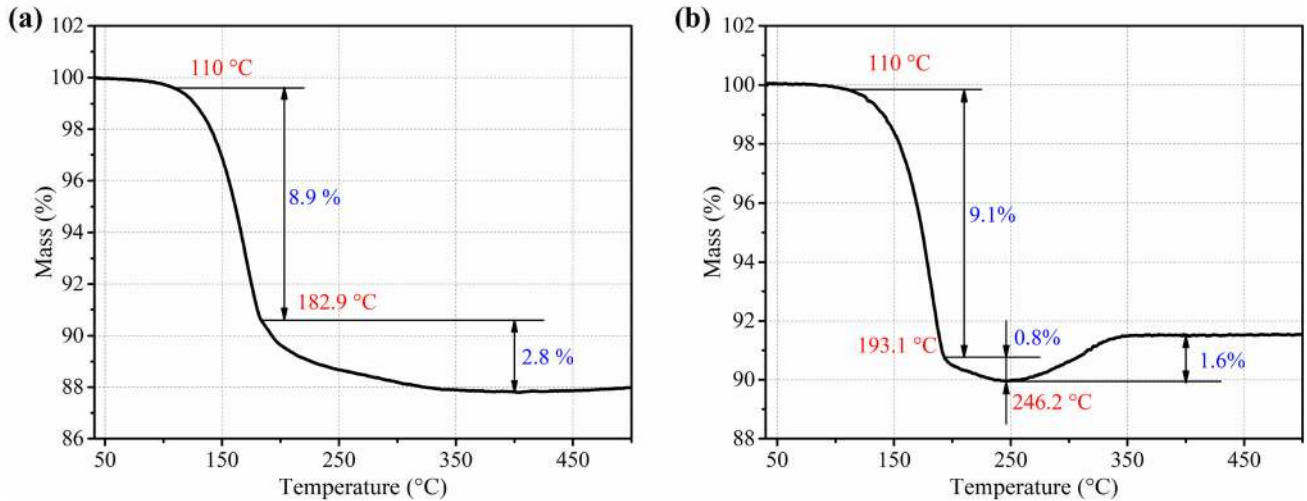 (a)
102
100
98
96
94
92
90
88
86
Mass (%)
110 °C
8.9 %
182.9 °C
2.8 %
50
150
250
350
450
Temperature (°C)
(b)
102
100
98
96
94
92
90
88
Mass (%)
110 °C
9.1%
193.1 °C
0.8%
1.6%
246.2 °C
50
150
250
350
450
Temperature (°C)